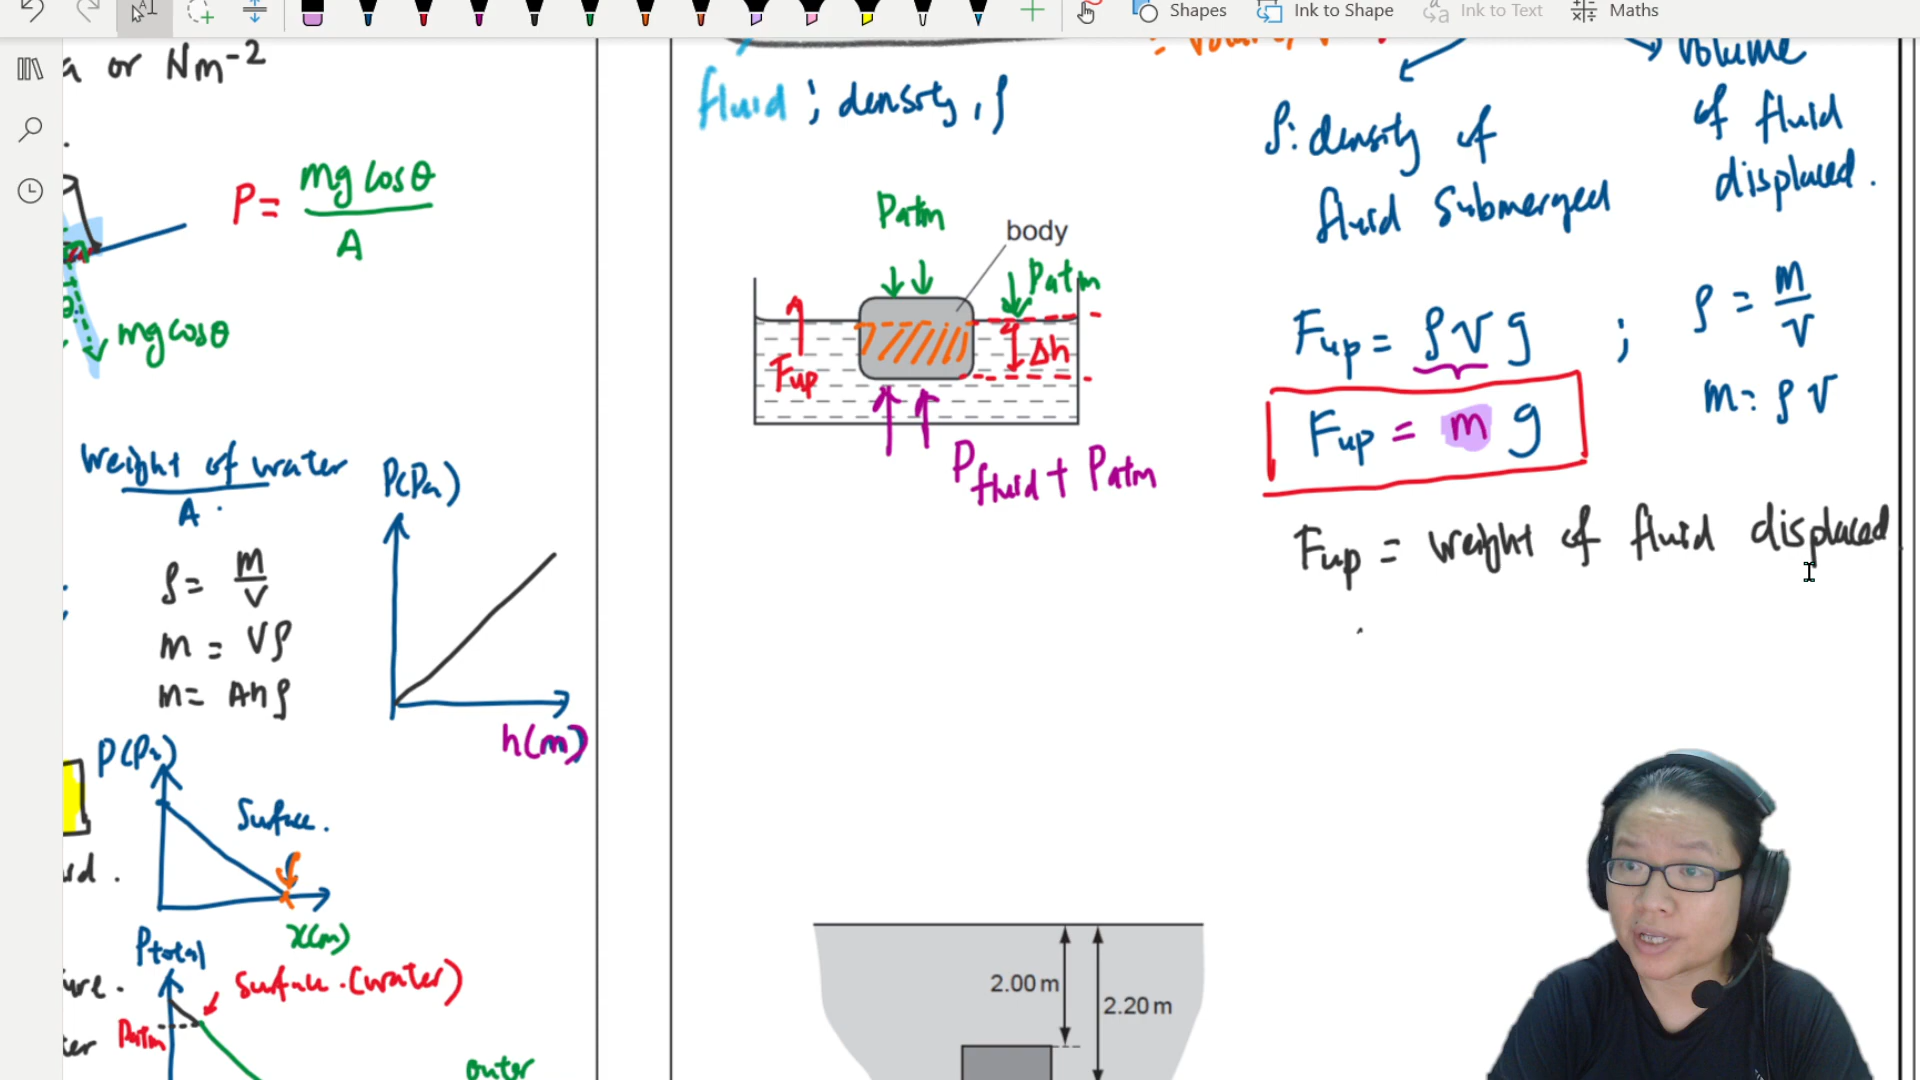 Shapes
Ink to Shape
Ink to Text
Maths
a or Nm⁻²
P = mg cosθ / A
mg cosθ
weight of water
A
P(Pa)
ρ = m / V
m = Vρ
m = Ahρ
h(m)
P(Pa)
Surface.
x(m)
rd.
Ptotal
Surface.(water)
ure.
Patm
ter
outer
fluid ; density, ρ
Patm
body
Patm
Fup
Δh
Pfluid + Patm
ρ: density of
fluid submerged
volume
of fluid
displaced.
Fup = ρVg ; ρ = m / V
m = ρV
Fup = mg
Fup = weight of fluid displaced
2.00 m
2.20 m